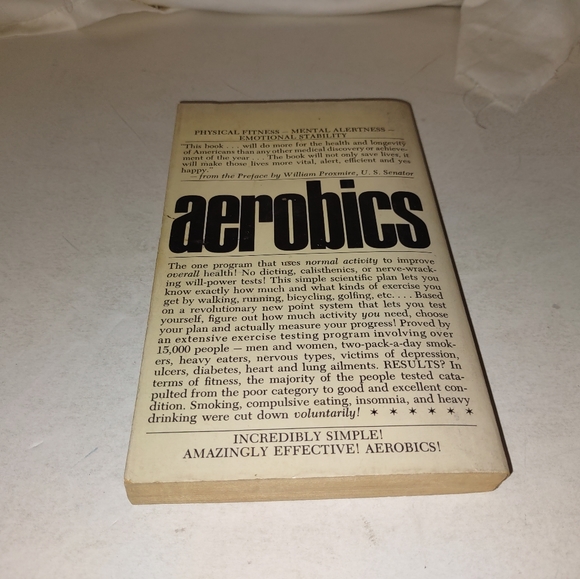 PHYSICAL FITNESS — MENTAL ALERTNESS —
EMOTIONAL STABILITY
"This book . . . will do more for the health and longevity
of Americans than any other medical discovery or achieve-
ment of the year . . . The book will not only save lives, it
will make those lives more vital, alert, efficient and yes
happy."
—from the Preface by William Proxmire, U. S. Senator
aerobics
The one program that uses normal activity to improve
overall health! No dieting, calisthenics, or nerve-wrack-
ing will-power tests! This simple scientific plan lets you
know exactly how much and what kinds of exercise you
get by walking, running, bicycling, golfing, etc. . . . Based
on a revolutionary new point system that lets you test
yourself, figure out how much activity you need, choose
your plan and actually measure your progress! Proved by
an extensive exercise testing program involving over
15,000 people — men and women, two-pack-a-day smok-
ers, heavy eaters, nervous types, victims of depression,
ulcers, diabetes, heart and lung ailments. RESULTS? In
terms of fitness, the majority of the people tested cata-
pulted from the poor category to good and excellent con-
dition. Smoking, compulsive eating, insomnia, and heavy
drinking were cut down voluntarily! ★ ★ ★ ★ ★ ★
INCREDIBLY SIMPLE!
AMAZINGLY EFFECTIVE! AEROBICS!